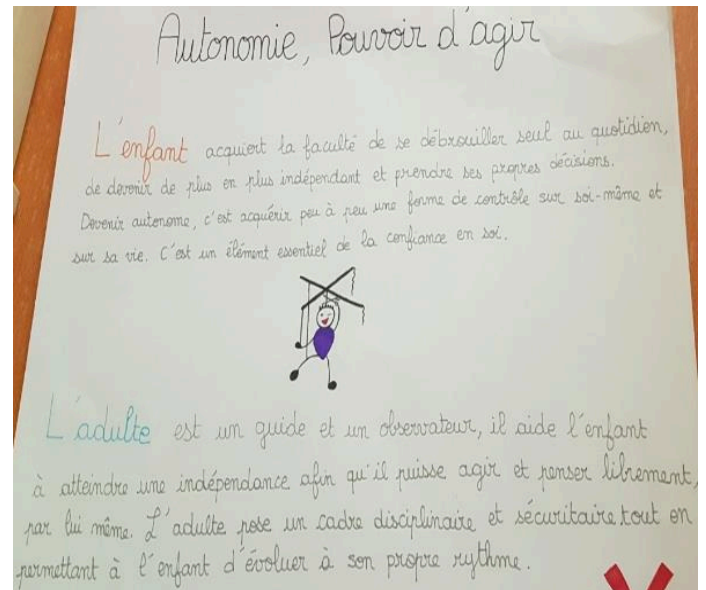 Autonomie, Pouvoir d'agir
L'enfant acquiert la faculté de se débrouiller seul au quotidien,
de devenir de plus en plus indépendant et prendre ses propres décisions.
Devenir autonome, c'est acquérir peu à peu une forme de contrôle sur soi-même et
sur sa vie. C'est un élément essentiel de la confiance en soi.
L'adulte est un guide et un observateur, il aide l'enfant
à atteindre une indépendance afin qu'il puisse agir et penser librement,
par lui même. L'adulte pose un cadre disciplinaire et sécuritaire tout en
permettant à l'enfant d'évoluer à son propre rythme.